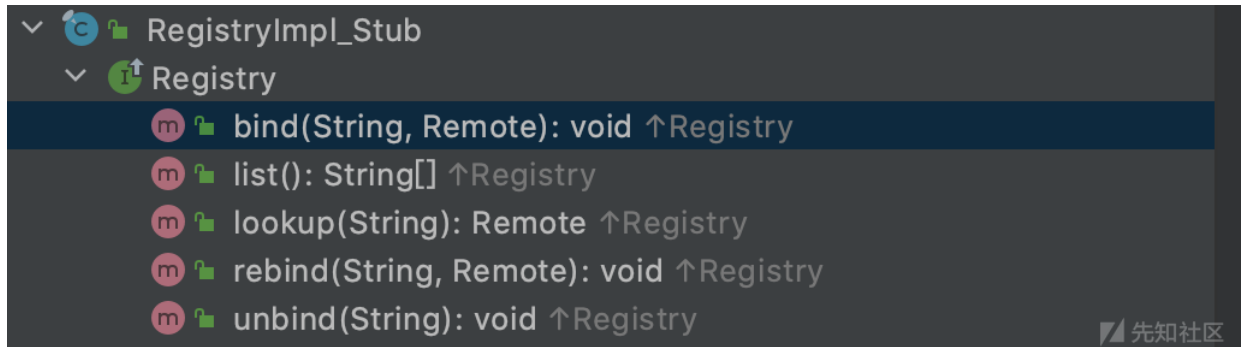 RegistryImpl_Stub
Registry
bind(String, Remote): void ↑Registry
list(): String[] ↑Registry
lookup(String): Remote ↑Registry
rebind(String, Remote): void ↑Registry
unbind(String): void ↑Registry
先知社区